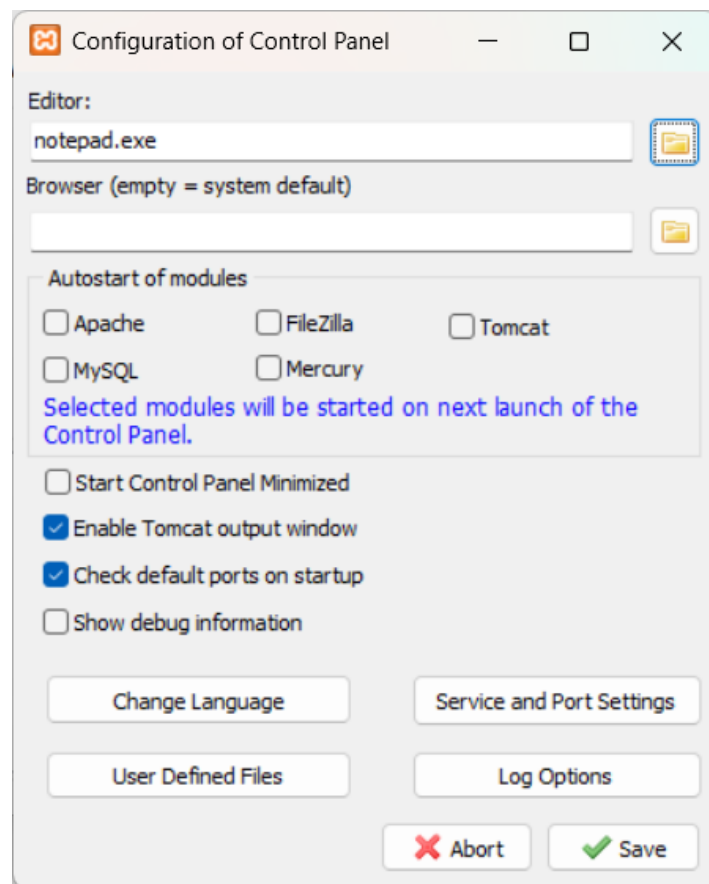 Configuration of Control Panel
Editor:
notepad.exe
Browser (empty = system default)
Autostart of modules
Apache FileZilla Tomcat
MySQL Mercury
Selected modules will be started on next launch of the
Control Panel.
Start Control Panel Minimized
Enable Tomcat output window
Check default ports on startup
Show debug information
Change Language Service and Port Settings
User Defined Files Log Options
Abort Save